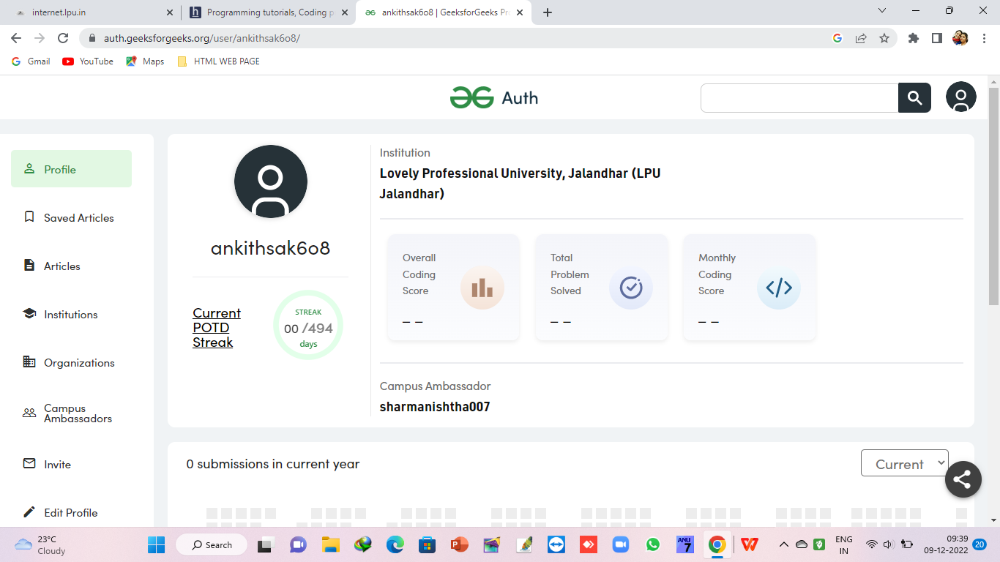 internet.lpu.in
Programming tutorials, Coding p
ankithsak6o8 | GeeksforGeeks Pr
auth.geeksforgeeks.org/user/ankithsak6o8/
Gmail
YouTube
Maps
HTML WEB PAGE
Auth
Profile
Saved Articles
Articles
Institutions
Organizations
Campus
Ambassadors
Invite
Edit Profile
ankithsak6o8
Current
POTD
Streak
STREAK
00 /494
days
Institution
Lovely Professional University, Jalandhar (LPU
Jalandhar)
Overall
Coding
Score
_ _
Total
Problem
Solved
_ _
Monthly
Coding
Score
_ _
Campus Ambassador
sharmanishtha007
0 submissions in current year
Current
23°C
Cloudy
Search
ANU
7
ENG
IN
09:39
09-12-2022
20